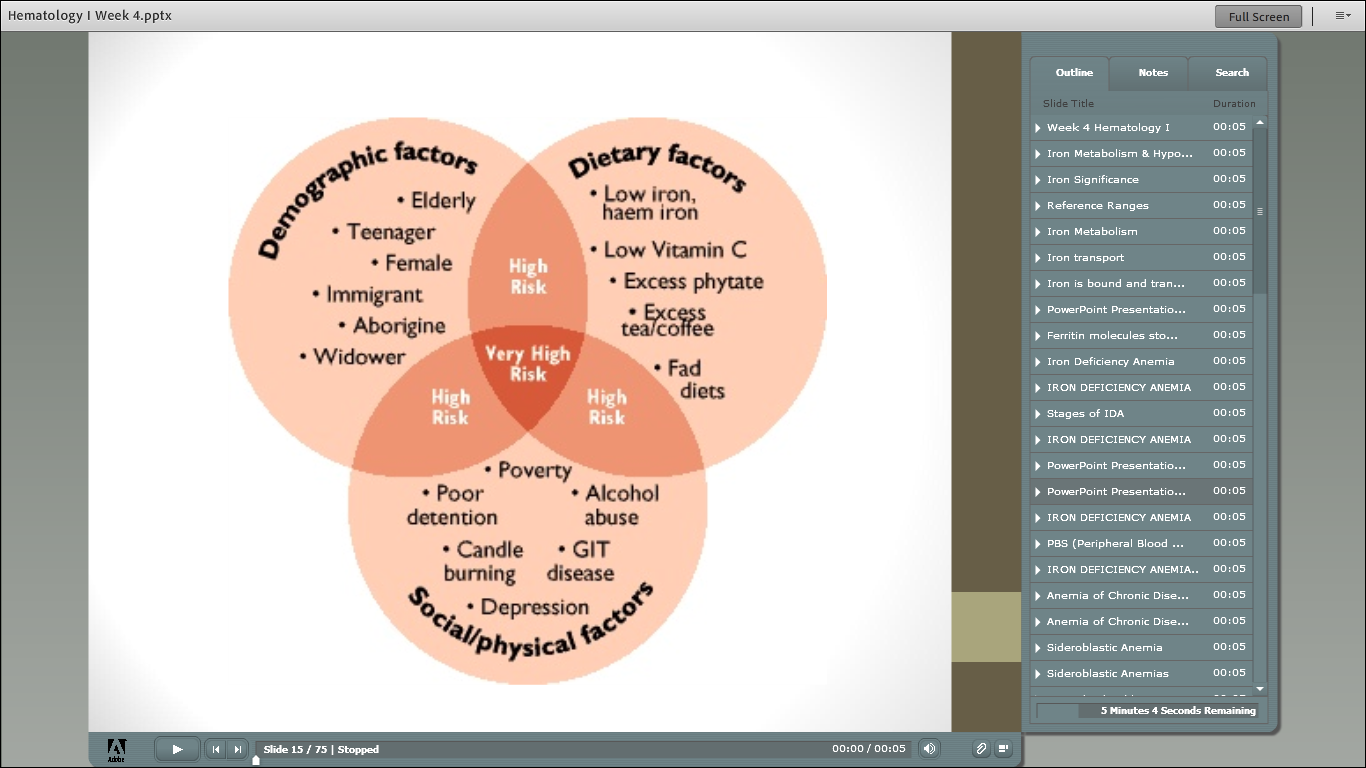 Hematology I Week 4.pptx
Full Screen
Demographic factors
• Elderly
• Teenager
• Female
• Immigrant
• Aborigine
• Widower
Dietary factors
• Low iron,
haem iron
• Low Vitamin C
• Excess phytate
• Excess
tea/coffee
• Fad
diets
High
Risk
Very High
Risk
High
Risk
High
Risk
• Poverty
• Poor
detention
• Alcohol
abuse
• Candle
burning
• GIT
disease
• Depression
Social/physical factors
Outline
Notes
Search
Slide Title Duration
Week 4 Hematology I 00:05
Iron Metabolism & Hypo... 00:05
Iron Significance 00:05
Reference Ranges 00:05
Iron Metabolism 00:05
Iron transport 00:05
Iron is bound and tran... 00:05
PowerPoint Presentatio... 00:05
Ferritin molecules sto... 00:05
Iron Deficiency Anemia 00:05
IRON DEFICIENCY ANEMIA 00:05
Stages of IDA 00:05
IRON DEFICIENCY ANEMIA 00:05
PowerPoint Presentatio... 00:05
PowerPoint Presentatio... 00:05
IRON DEFICIENCY ANEMIA 00:05
PBS (Peripheral Blood ... 00:05
IRON DEFICIENCY ANEMIA.. 00:05
Anemia of Chronic Dise... 00:05
Anemia of Chronic Dise... 00:05
Sideroblastic Anemia 00:05
Sideroblastic Anemias 00:05
5 Minutes 4 Seconds Remaining
Adobe
Slide 15 / 75 | Stopped
00:00 / 00:05